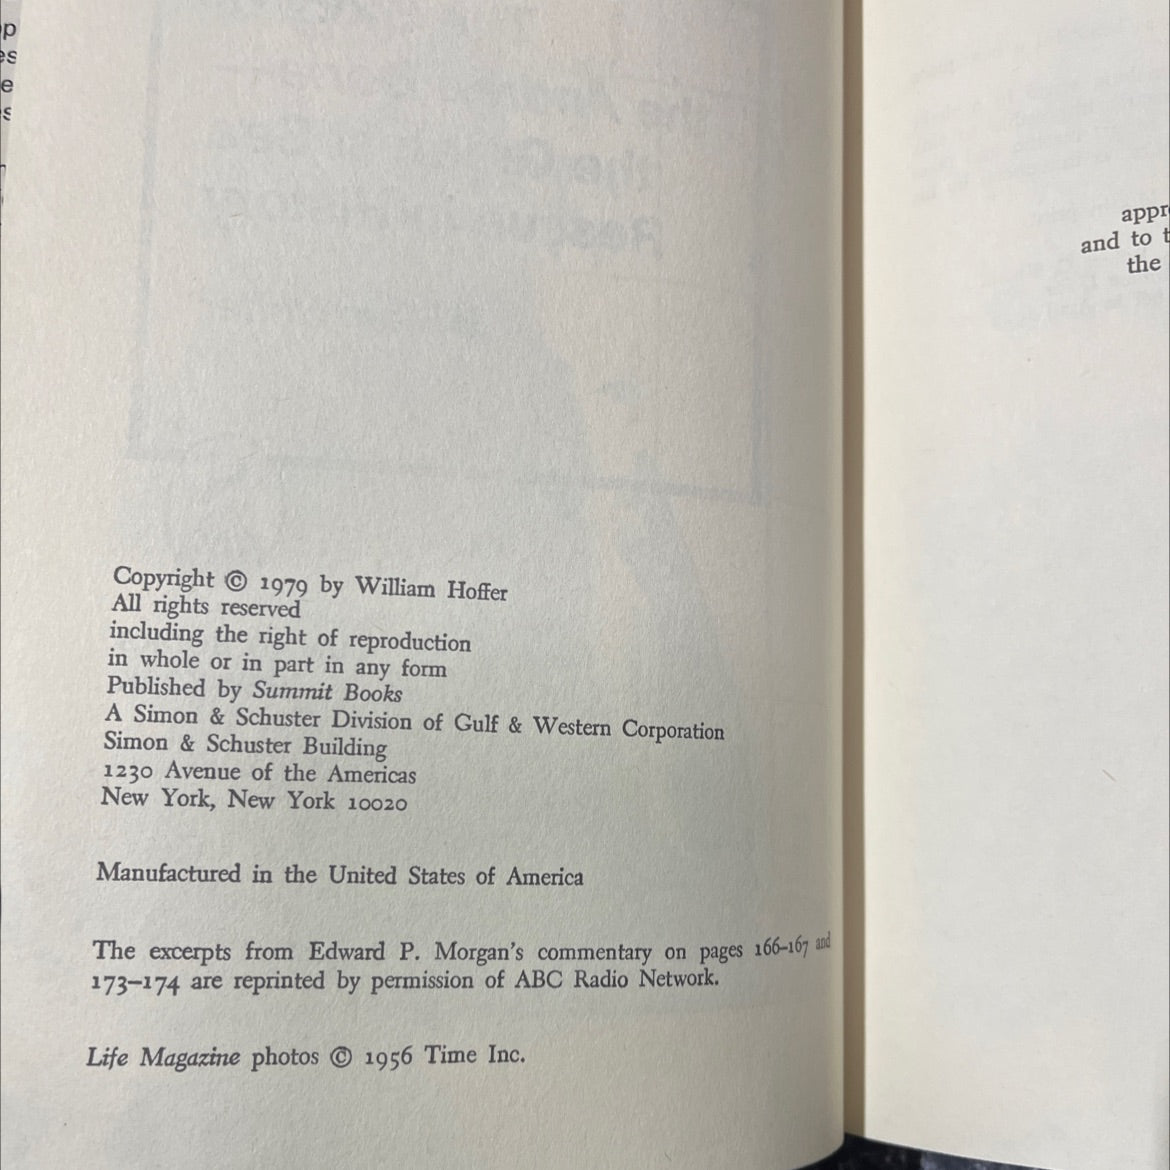 Copyright © 1979 by William Hoffer
All rights reserved
including the right of reproduction
in whole or in part in any form
Published by Summit Books
A Simon & Schuster Division of Gulf & Western Corporation
Simon & Schuster Building
1230 Avenue of the Americas
New York, New York 10020
Manufactured in the United States of America
The excerpts from Edward P. Morgan's commentary on pages 166–167 and
173–174 are reprinted by permission of ABC Radio Network.
Life Magazine photos © 1956 Time Inc.
and to
the